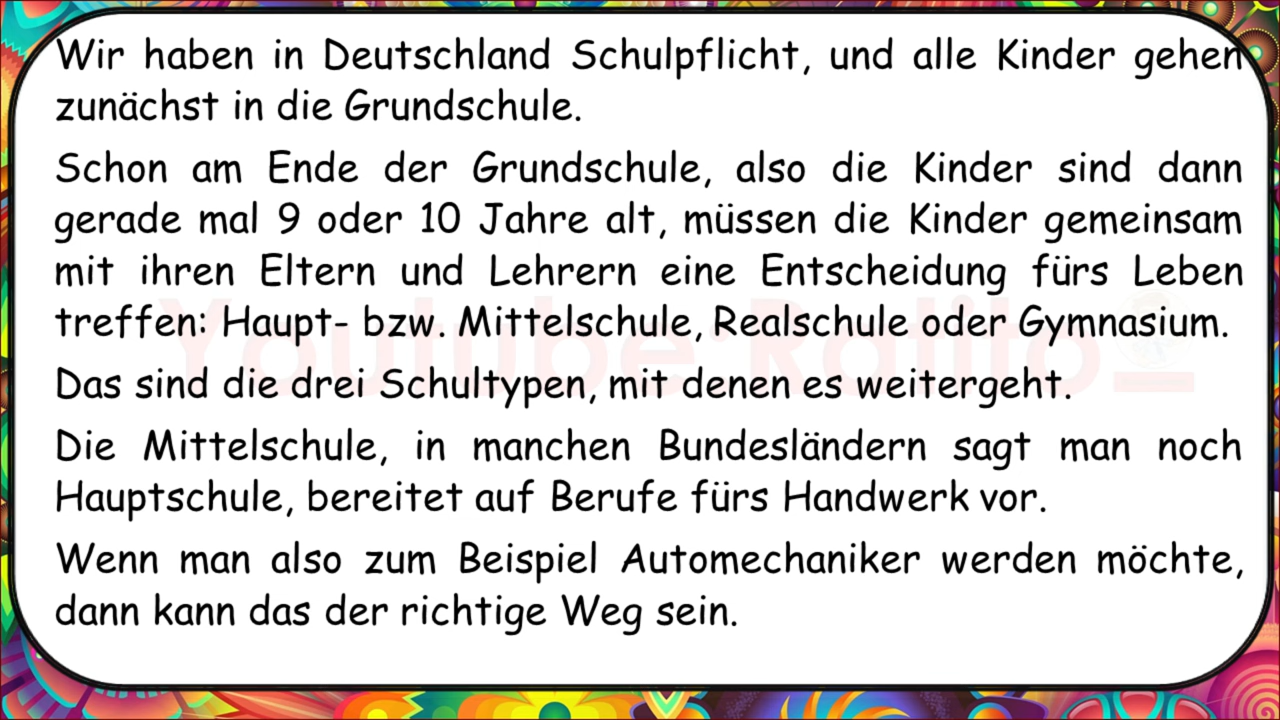 Wir haben in Deutschland Schulpflicht, und alle Kinder gehen
zunächst in die Grundschule.
Schon am Ende der Grundschule, also die Kinder sind dann
gerade mal 9 oder 10 Jahre alt, müssen die Kinder gemeinsam
mit ihren Eltern und Lehrern eine Entscheidung fürs Leben
treffen: Haupt- bzw. Mittelschule, Realschule oder Gymnasium.
Das sind die drei Schultypen, mit denen es weitergeht.
Die Mittelschule, in manchen Bundesländern sagt man noch
Hauptschule, bereitet auf Berufe fürs Handwerk vor.
Wenn man also zum Beispiel Automechaniker werden möchte,
dann kann das der richtige Weg sein.
Youtube:Ratito